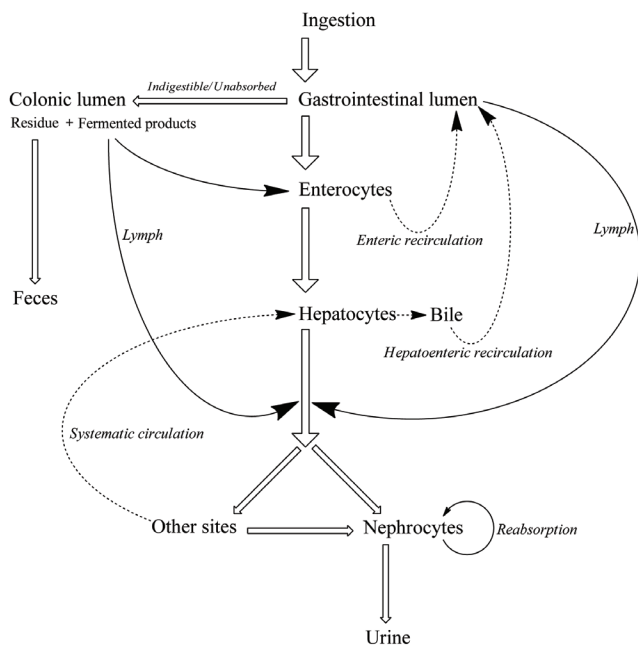 Ingestion
Indigestible/Unabsorbed
Colonic lumen
Gastrointestinal lumen
Residue + Fermented products
Enterocytes
Lymph
Enteric recirculation
Lymph
Feces
Hepatocytes
Bile
Hepatoenteric recirculation
Systematic circulation
Other sites
Nephrocytes
Reabsorption
Urine